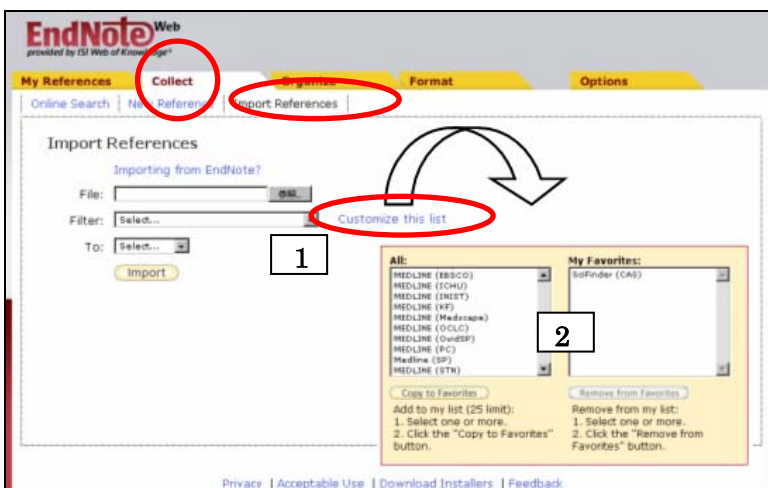 EndNote Web
provided by ISI Web of Knowledge
My References Collect Organize Format Options
Online Search New Reference Import References
Import References
Importing from EndNote?
File:
Filter: Select... Customize this list
To: Select...
1
Import
All:
MEDLINE (EBSCO)
MEDLINE (ICHU)
MEDLINE (INIST)
MEDLINE (KF)
MEDLINE (Medscape)
MEDLINE (OCLC)
MEDLINE (OvidSP)
MEDLINE (PC)
Medline (SP)
MEDLINE (STN)
Copy to Favorites
Add to my list (25 limit):
1. Select one or more.
2. Click the "Copy to Favorites"
button.
2
My Favorites:
SciFinder (CAS)
Remove from Favorites
Remove from my list:
1. Select one or more.
2. Click the "Remove from
Favorites" button.
Privacy | Acceptable Use | Download Installers | Feedback